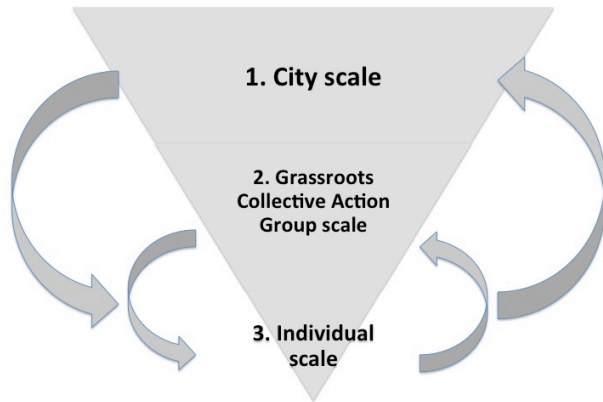 1. City scale
2. Grassroots
Collective Action
Group scale
3. Individual
scale